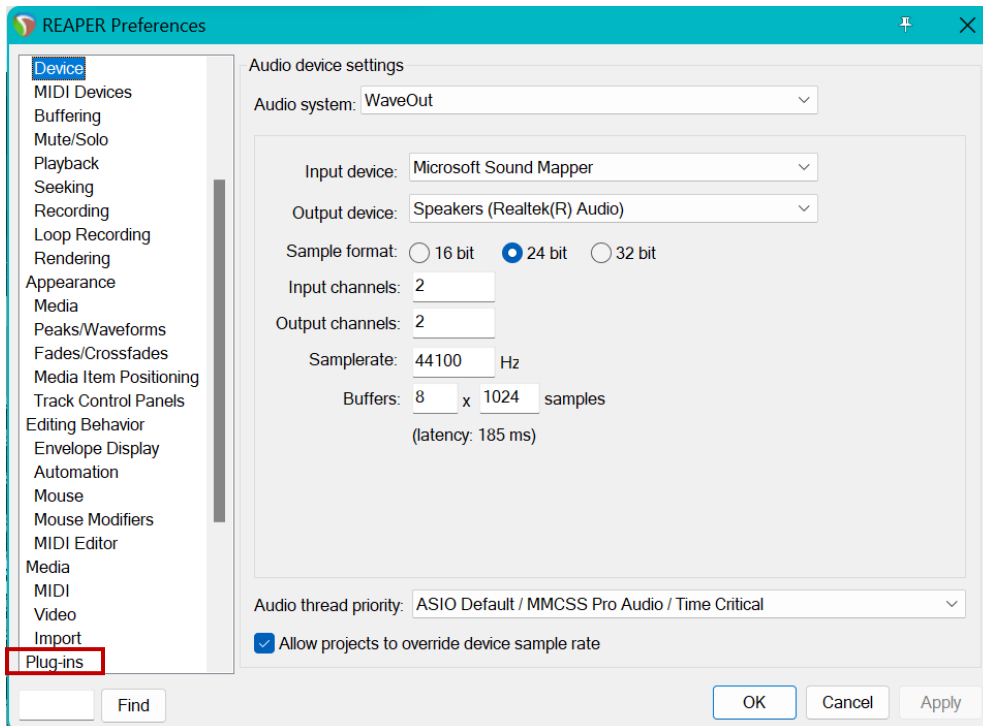 REAPER Preferences
Device
MIDI Devices
Buffering
Mute/Solo
Playback
Seeking
Recording
Loop Recording
Rendering
Appearance
Media
Peaks/Waveforms
Fades/Crossfades
Media Item Positioning
Track Control Panels
Editing Behavior
Envelope Display
Automation
Mouse
Mouse Modifiers
MIDI Editor
Media
MIDI
Video
Import
Plug-ins
Find
Audio device settings
Audio system: WaveOut
Input device: Microsoft Sound Mapper
Output device: Speakers (Realtek(R) Audio)
Sample format: 16 bit 24 bit 32 bit
Input channels: 2
Output channels: 2
Samplerate: 44100 Hz
Buffers: 8 x 1024 samples
(latency: 185 ms)
Audio thread priority: ASIO Default / MMCSS Pro Audio / Time Critical
Allow projects to override device sample rate
OK Cancel Apply